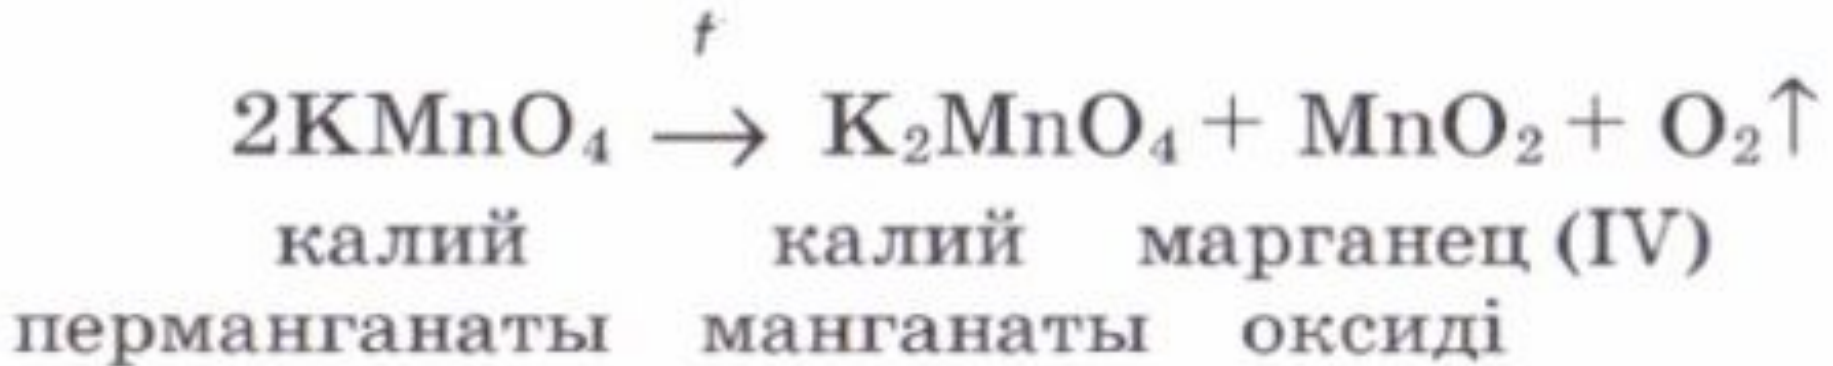 t
2KMnO₄ → K₂MnO₄ + MnO₂ + O₂↑
калий калий марганец (IV)
перманганаты манганаты оксиді